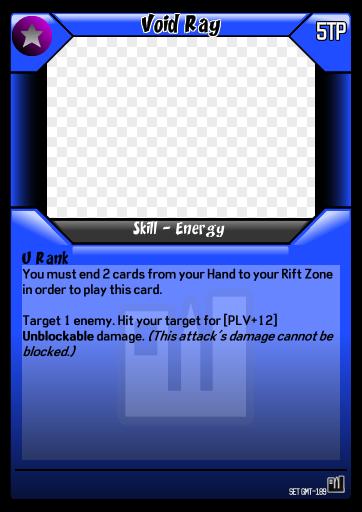 Void Ray
5TP
Skill - Energy
U Rank
You must end 2 cards from your Hand to your Rift Zone
in order to play this card.
Target 1 enemy. Hit your target for [PLV+12]
Unblockable damage. (This attack's damage cannot be
blocked.)
SET GMT-189